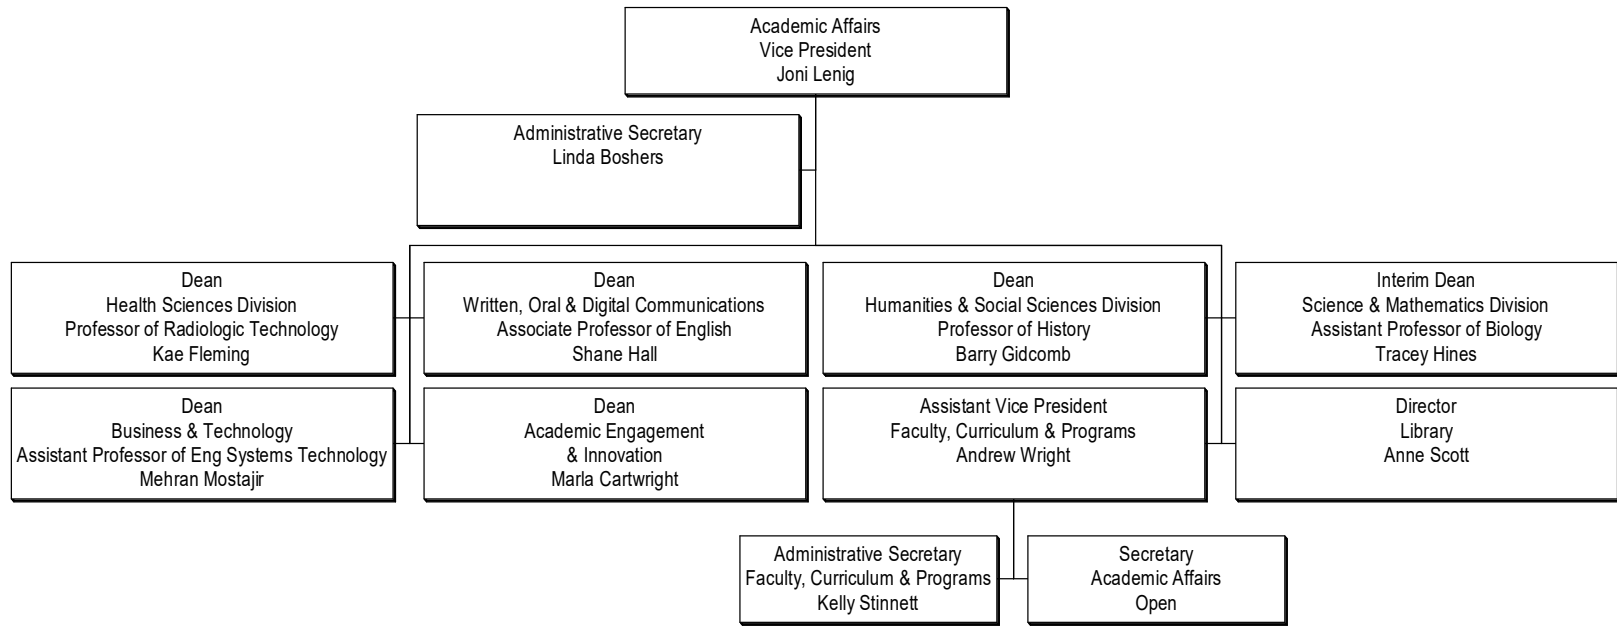 Academic Affairs
Vice President
Joni Lenig
Administrative Secretary
Linda Boshers
Dean
Health Sciences Division
Professor of Radiologic Technology
Kae Fleming
Dean
Written, Oral & Digital Communications
Associate Professor of English
Shane Hall
Dean
Humanities & Social Sciences Division
Professor of History
Barry Gidcomb
Interim Dean
Science & Mathematics Division
Assistant Professor of Biology
Tracey Hines
Dean
Business & Technology
Assistant Professor of Eng Systems Technology
Mehran Mostajir
Dean
Academic Engagement
& Innovation
Marla Cartwright
Assistant Vice President
Faculty, Curriculum & Programs
Andrew Wright
Director
Library
Anne Scott
Administrative Secretary
Faculty, Curriculum & Programs
Kelly Stinnett
Secretary
Academic Affairs
Open